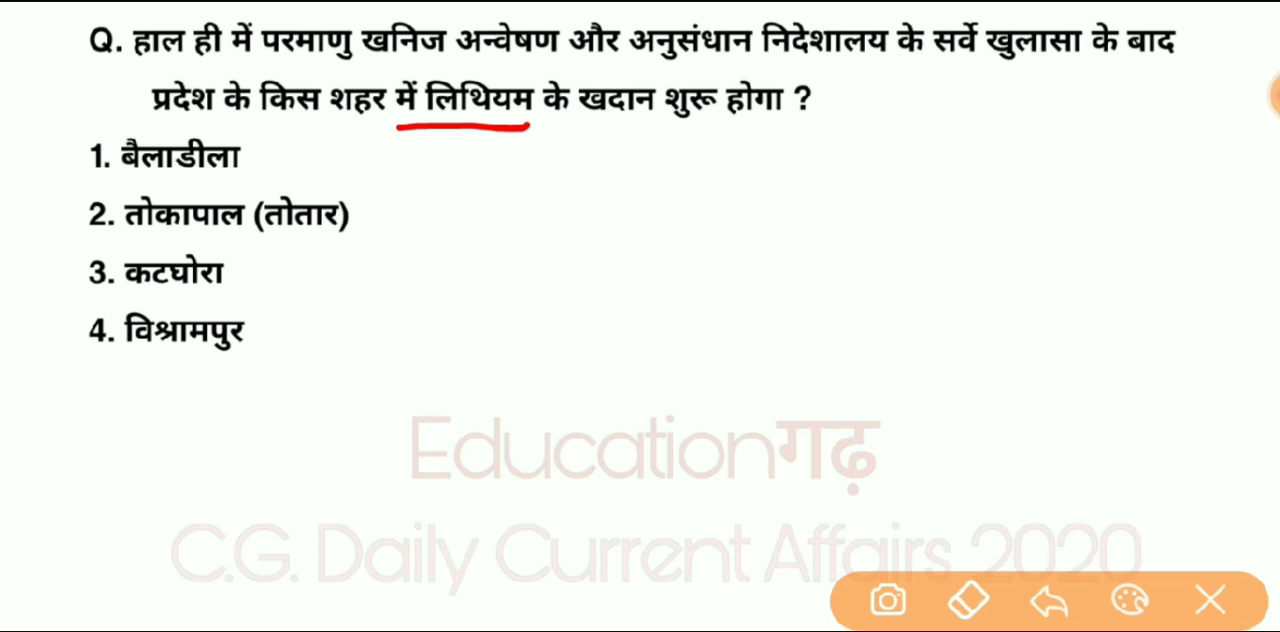 Q. हाल ही में परमाणु खनिज अन्वेषण और अनुसंधान निदेशालय के सर्वे खुलासा के बाद
प्रदेश के किस शहर में लिथियम के खदान शुरू होगा ?
1. बैलाडीला
2. तोकापाल (तोतार)
3. कटघोरा
4. विश्रामपुर
Educationगढ़
C.G. Daily Current Affairs 2020